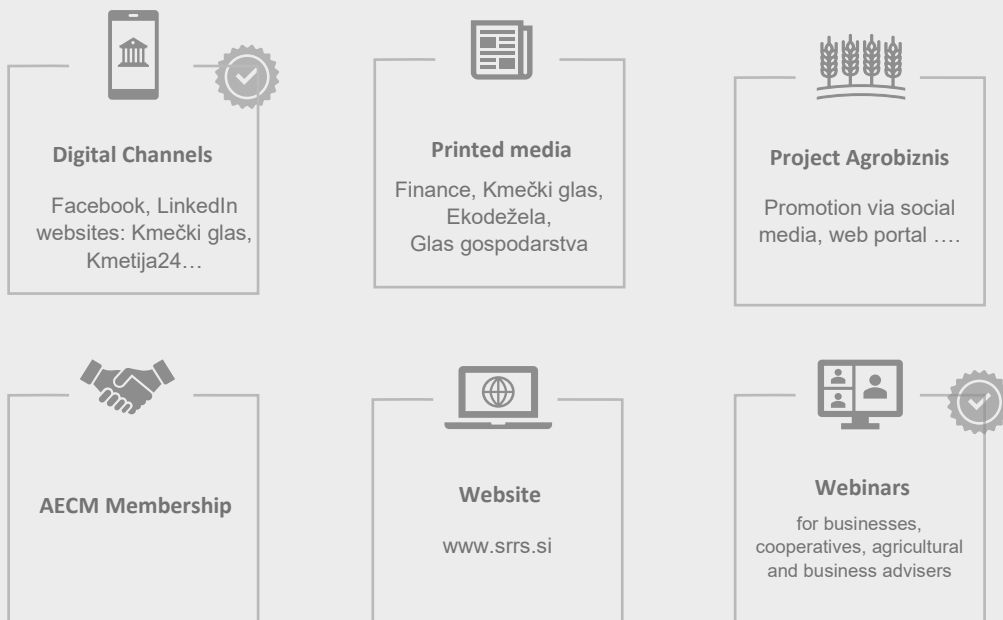 Digital Channels
Facebook, LinkedIn
websites: Kmečki glas,
Kmetija24…
Printed media
Finance, Kmečki glas,
Ekodežela,
Glas gospodarstva
Project Agrobiznis
Promotion via social
media, web portal ….
AECM Membership
Website
www.srrs.si
Webinars
for businesses,
cooperatives, agricultural
and business advisers